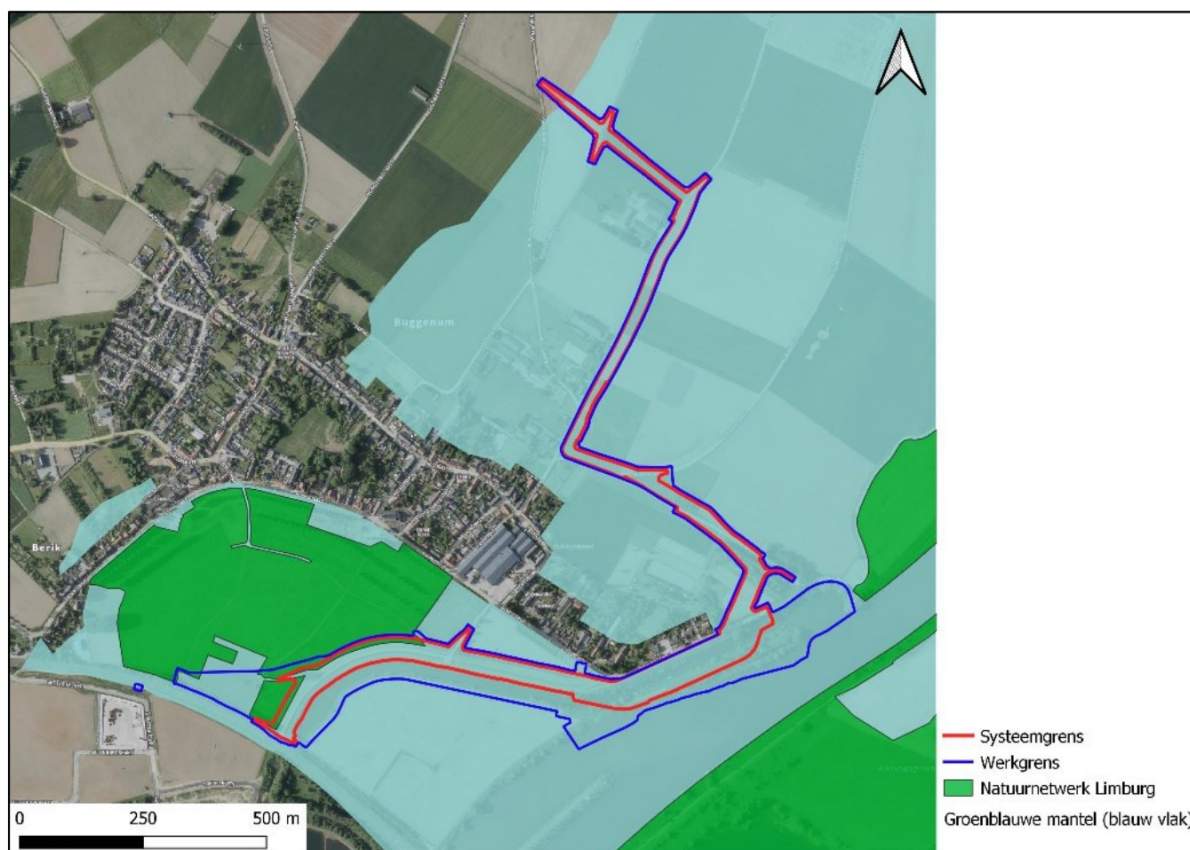 Buggenum
Berik
0 250 500 m
Systeemgrens
Werkgrens
Natuurnetwerk Limburg
Groenblauwe mantel (blauw vlak)